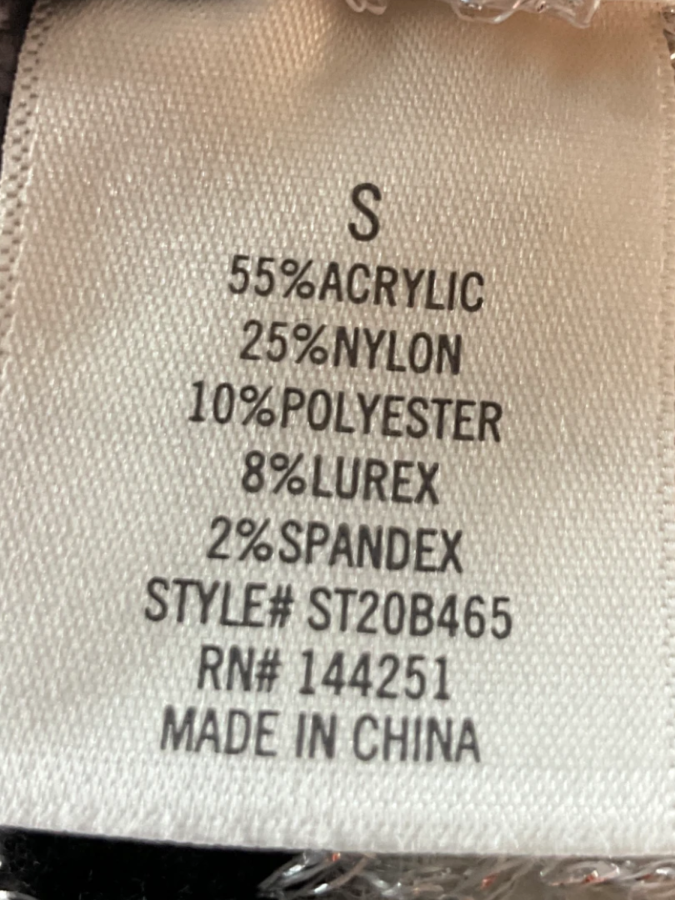 S
55%ACRYLIC
25%NYLON
10%POLYESTER
8%LUREX
2%SPANDEX
STYLE# ST20B465
RN# 144251
MADE IN CHINA